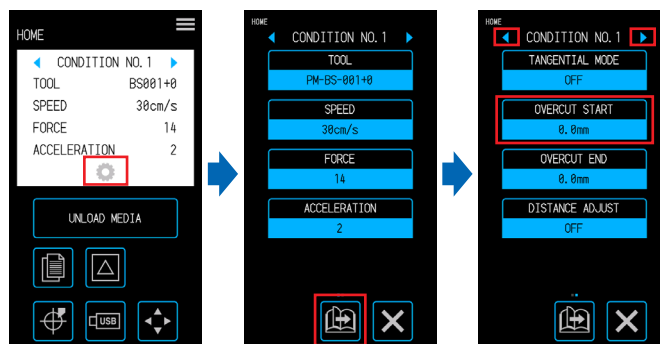 HOME
CONDITION NO. 1
TOOL BS001+0
SPEED 30cm/s
FORCE 14
ACCELERATION 2
UNLOAD MEDIA
USB
HOME
CONDITION NO. 1
TOOL
PM-BS-001+0
SPEED
30cm/s
FORCE
14
ACCELERATION
2
HOME
CONDITION NO. 1
TANGENTIAL MODE
OFF
OVERCUT START
0.0mm
OVERCUT END
0.0mm
DISTANCE ADJUST
OFF